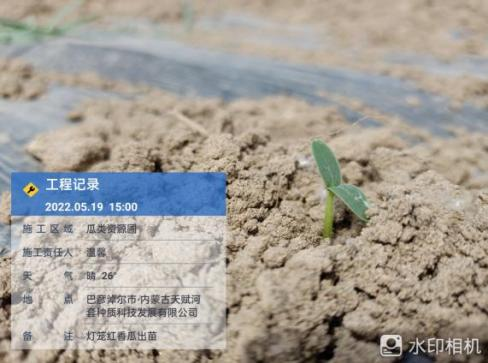 工程记录
2022.05.19 15:00
施工区域 瓜类资源圃
施工责任人 温馨
天气 晴 26°
地点 巴彦淖尔市·内蒙古天赋河
套种质科技发展有限公司
备注 灯笼红香瓜出苗
水印相机